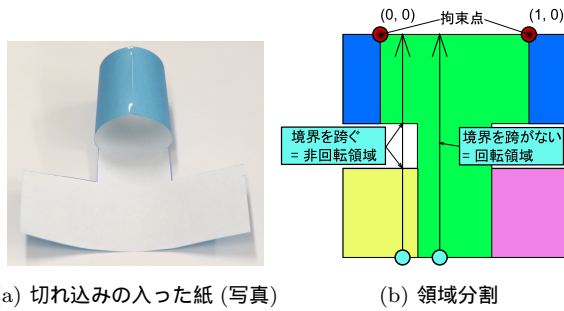 (0, 0)
拘束点
(1, 0)
境界を跨ぐ
= 非回転領域
境界を跨がない
= 回転領域
a) 切れ込みの入った紙 (写真)
(b) 領域分割